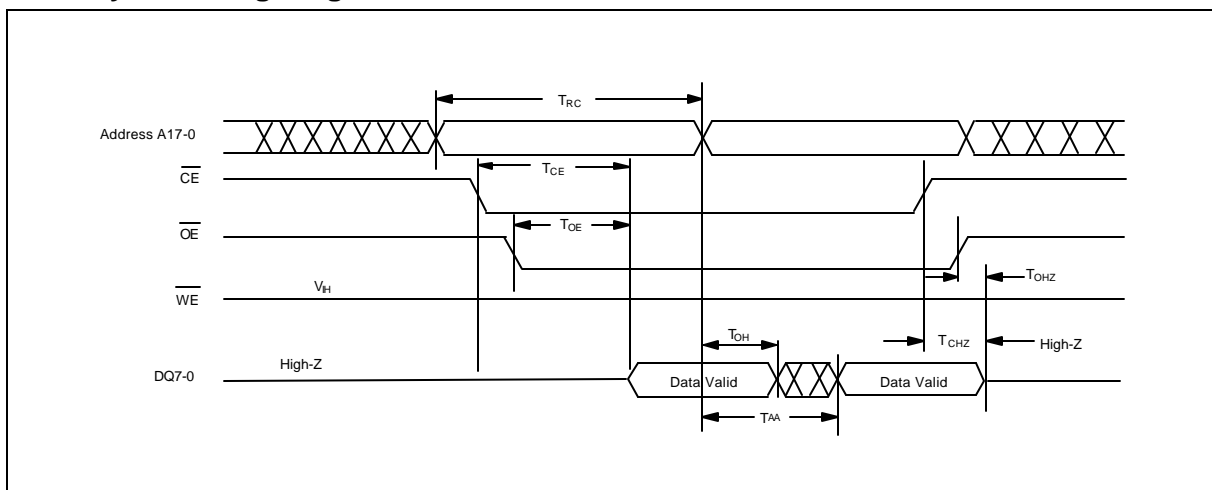 TRC
Address A17-0
TCE
CE
TOE
OE
TOHZ
VIH
WE
TOH
TCHZ
High-Z
High-Z
DQ7-0
Data Valid
Data Valid
TAA